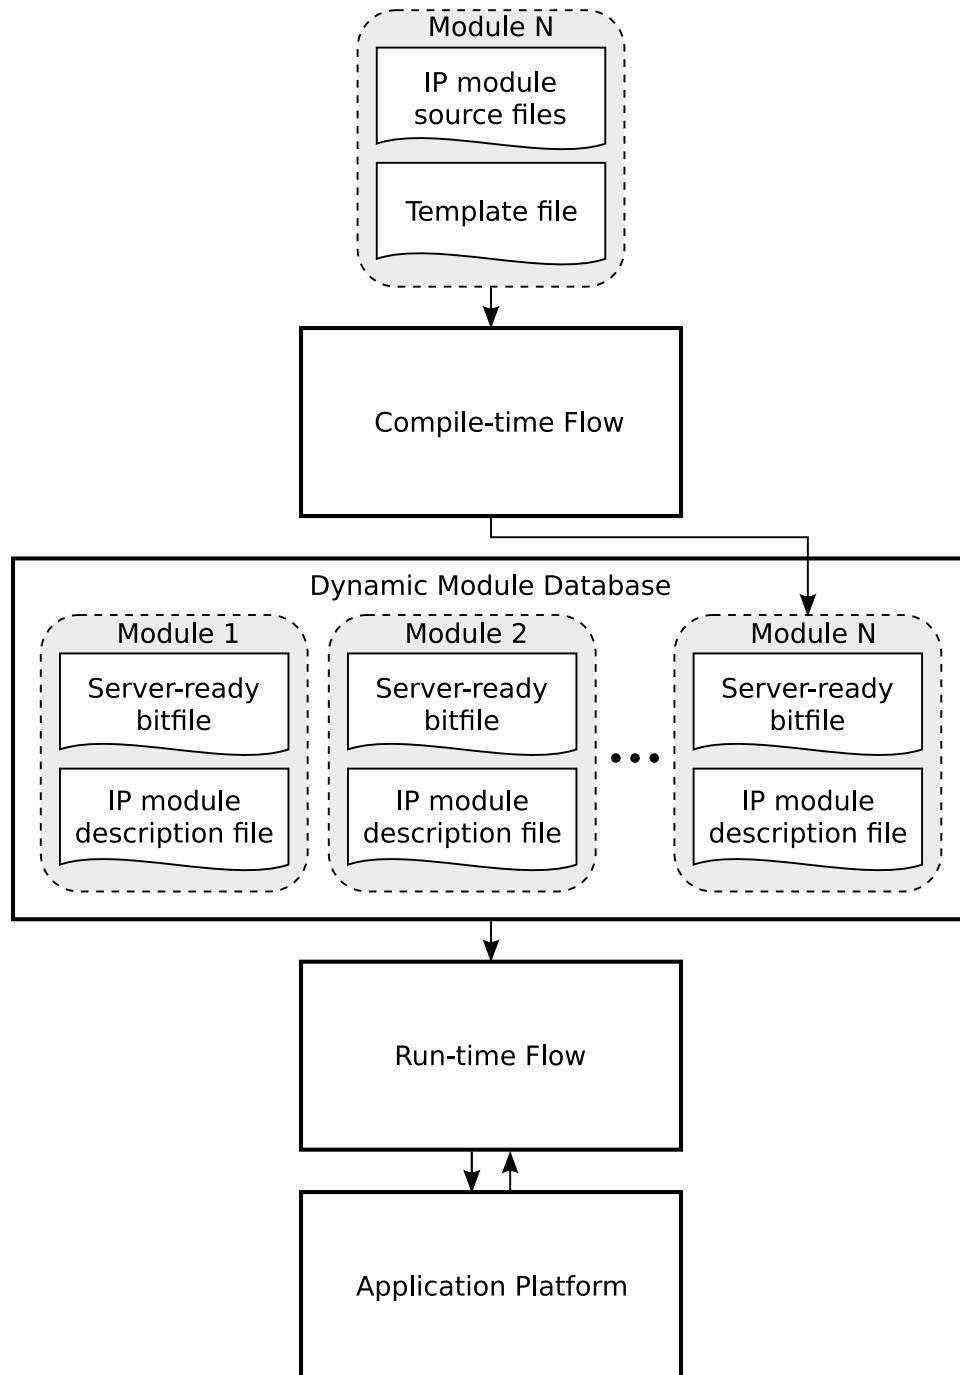 Module N
IP module
source files
Template file
Compile-time Flow
Dynamic Module Database
Module 1
Server-ready
bitfile
IP module
description file
Module 2
Server-ready
bitfile
IP module
description file
Module N
Server-ready
bitfile
IP module
description file
Run-time Flow
Application Platform